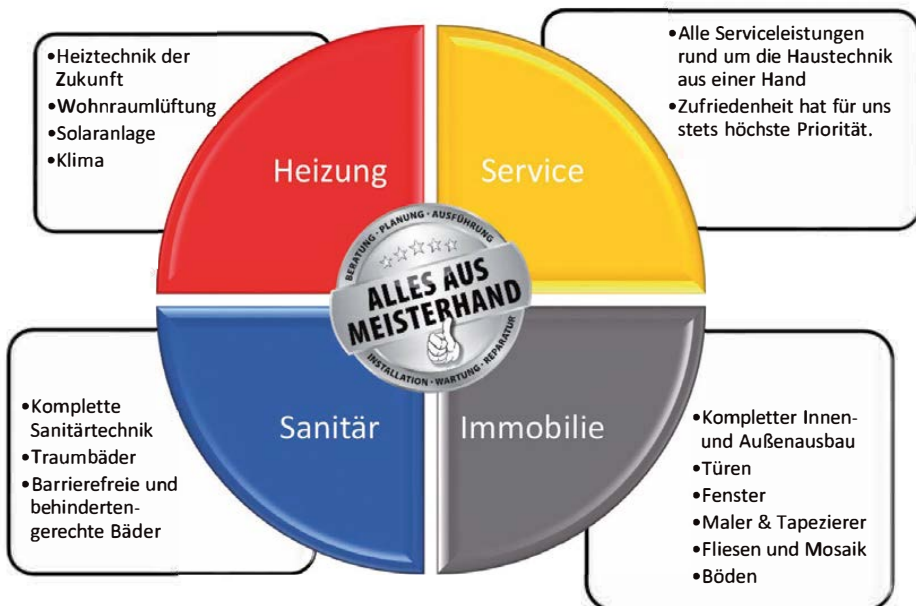 •Heiztechnik der
Zukunft
•Wohnraumlüftung
•Solaranlage
•Klima
•Alle Serviceleistungen
rund um die Haustechnik
aus einer Hand
•Zufriedenheit hat für uns
stets höchste Priorität.
Heizung
Service
BERATUNG · PLANUNG · AUSFÜHRUNG
ALLES AUS
MEISTERHAND
INSTALLATION · WARTUNG · REPARATUR
Sanitär
Immobilie
•Komplette
Sanitärtechnik
•Traumbäder
•Barrierefreie und
behinderten-
gerechte Bäder
•Kompletter Innen-
und Außenausbau
•Türen
•Fenster
•Maler & Tapezierer
•Fliesen und Mosaik
•Böden